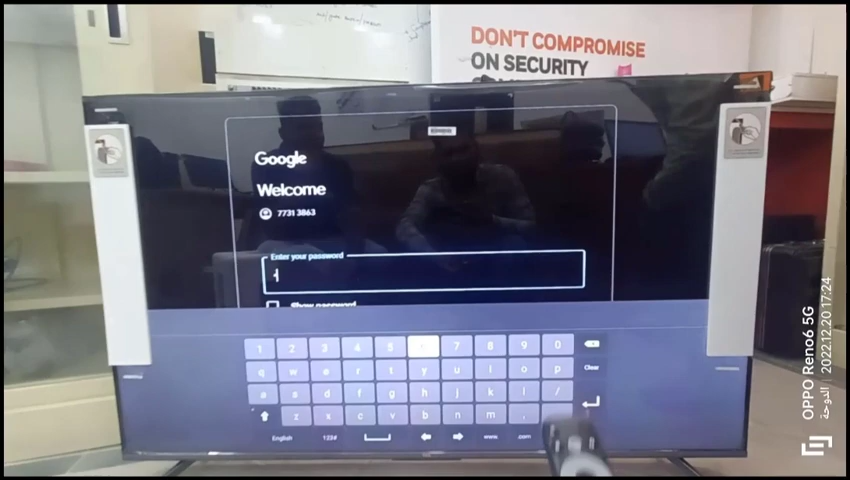 DON'T COMPROMISE
ON SECURITY
Google
Welcome
7731 3863
Enter your password
Show password
1 2 3 4 5 6 7 8 9 0
q w e r t y u i o p Clear
a s d f g h j k l /
z x c v b n m .
English 123# www. .com
OPPO Reno6 5G
الدوحة | 2022.12.20 17:24